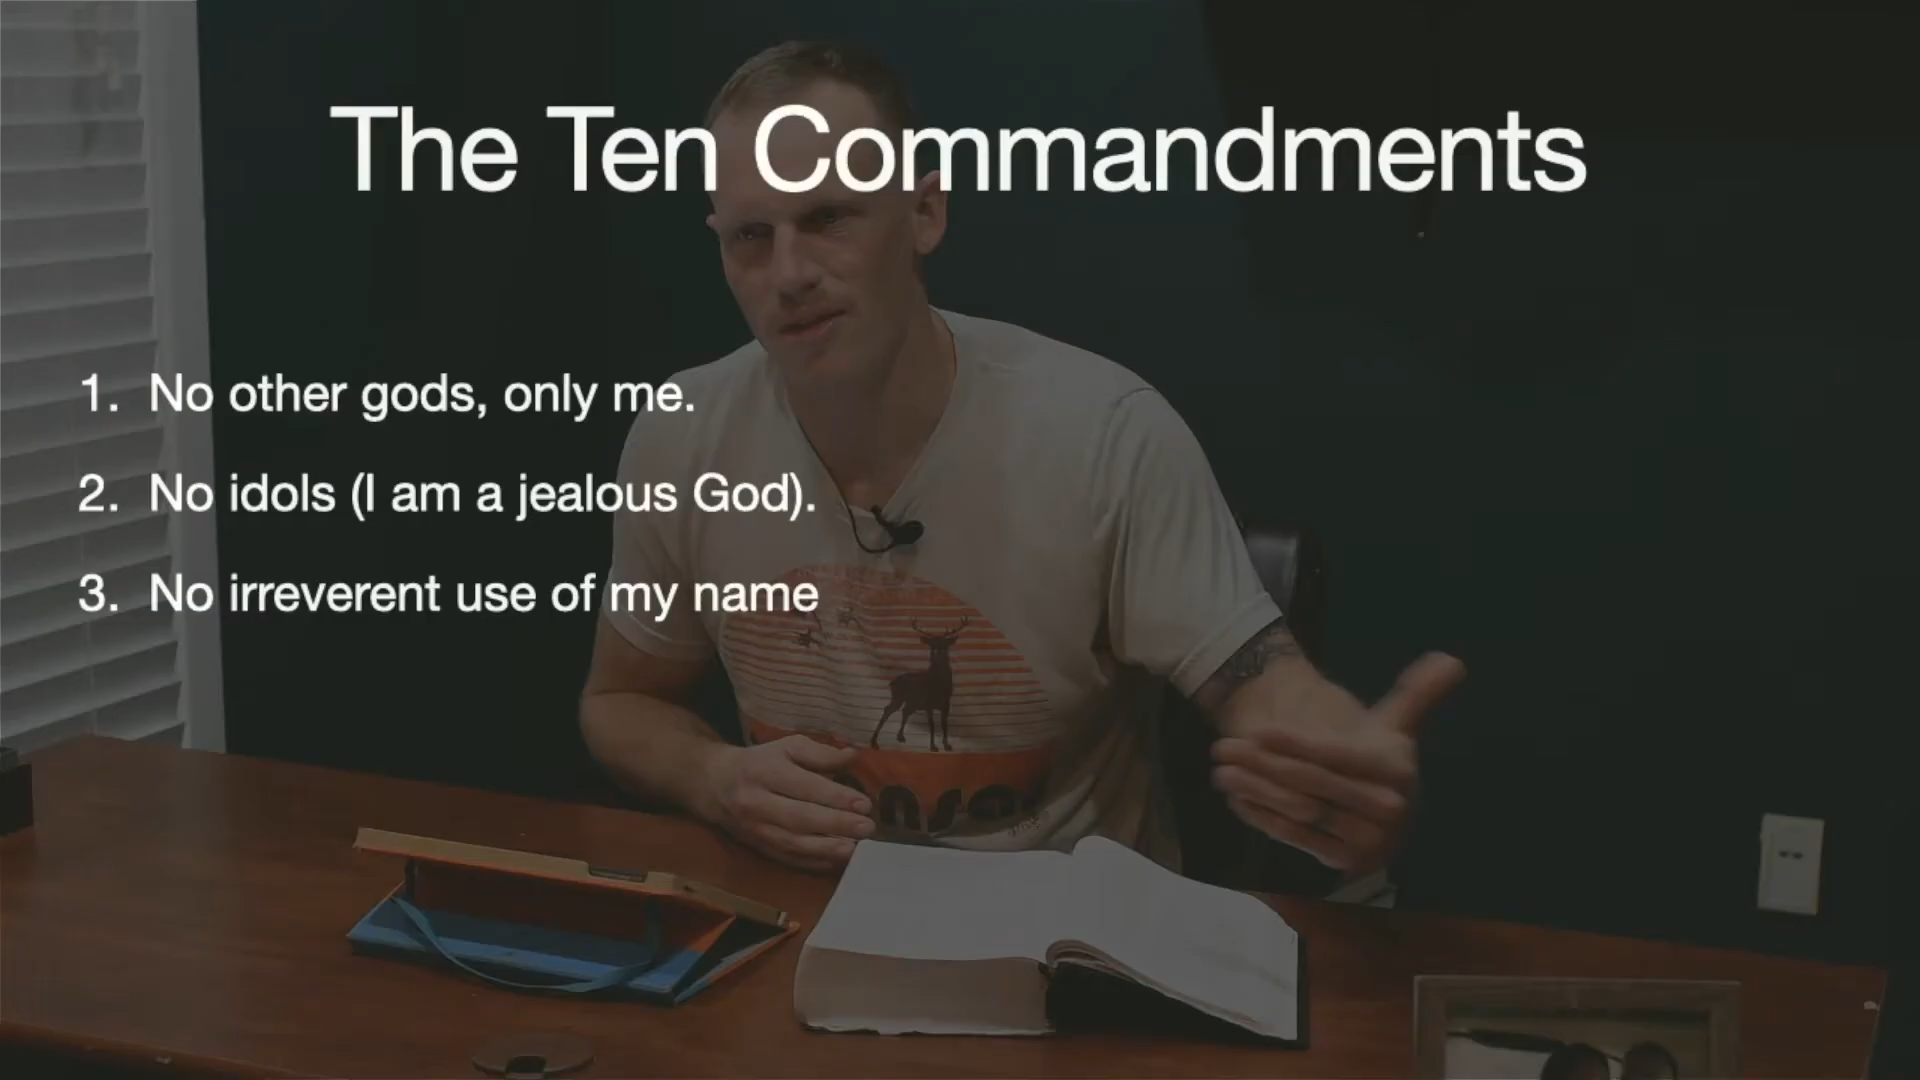 The Ten Commandments
1. No other gods, only me.
2. No idols (I am a jealous God).
3. No irreverent use of my name